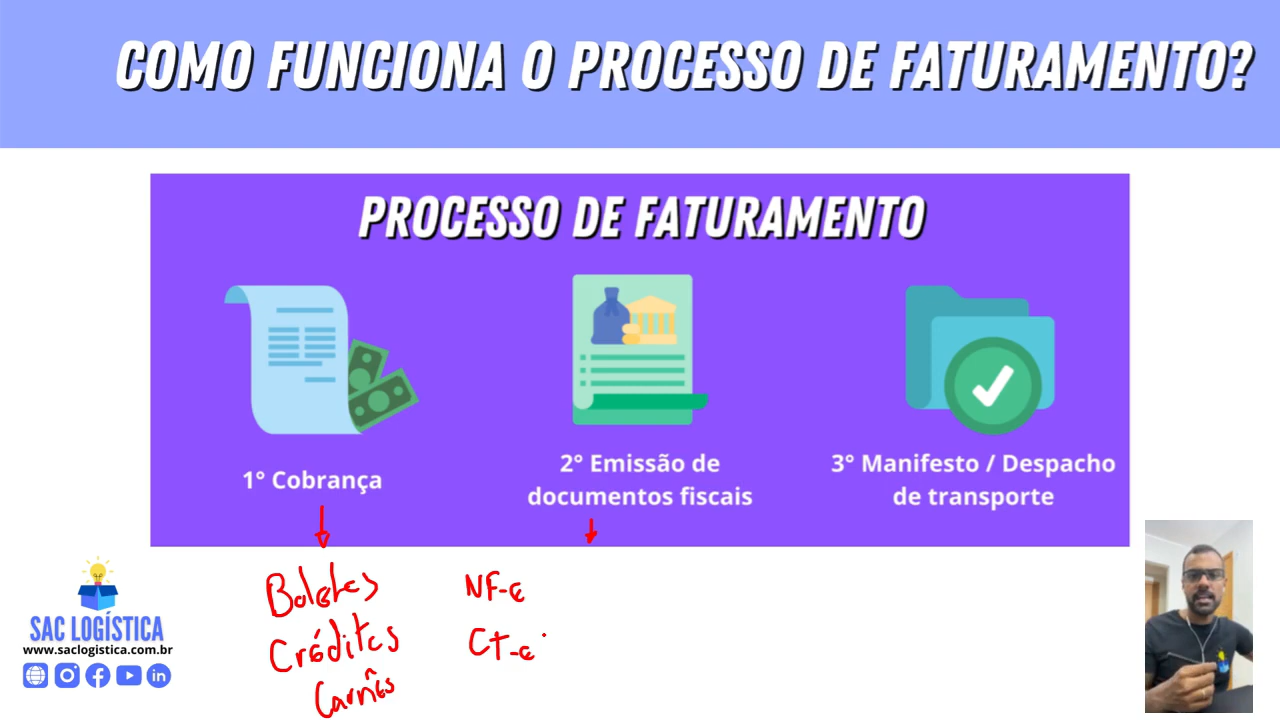 COMO FUNCIONA O PROCESSO DE FATURAMENTO?
PROCESSO DE FATURAMENTO
1° Cobrança
2° Emissão de
documentos fiscais
3° Manifesto / Despacho
de transporte
Boletos
Créditos
Carnês
NF-e
CT-e
SAC LOGÍSTICA
www.saclogistica.com.br